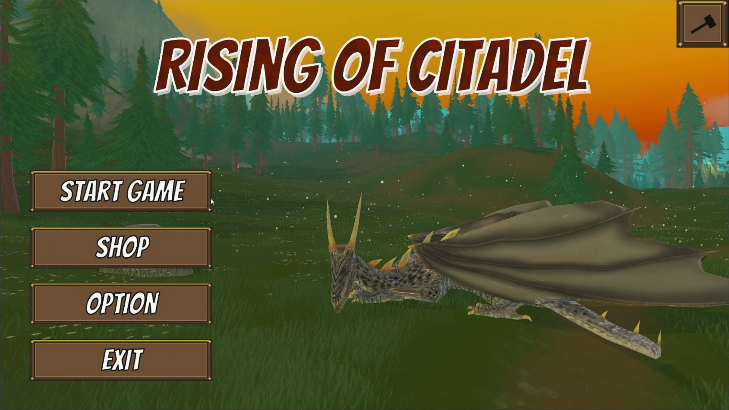 RISING OF CITADEL
START GAME
SHOP
OPTION
EXIT